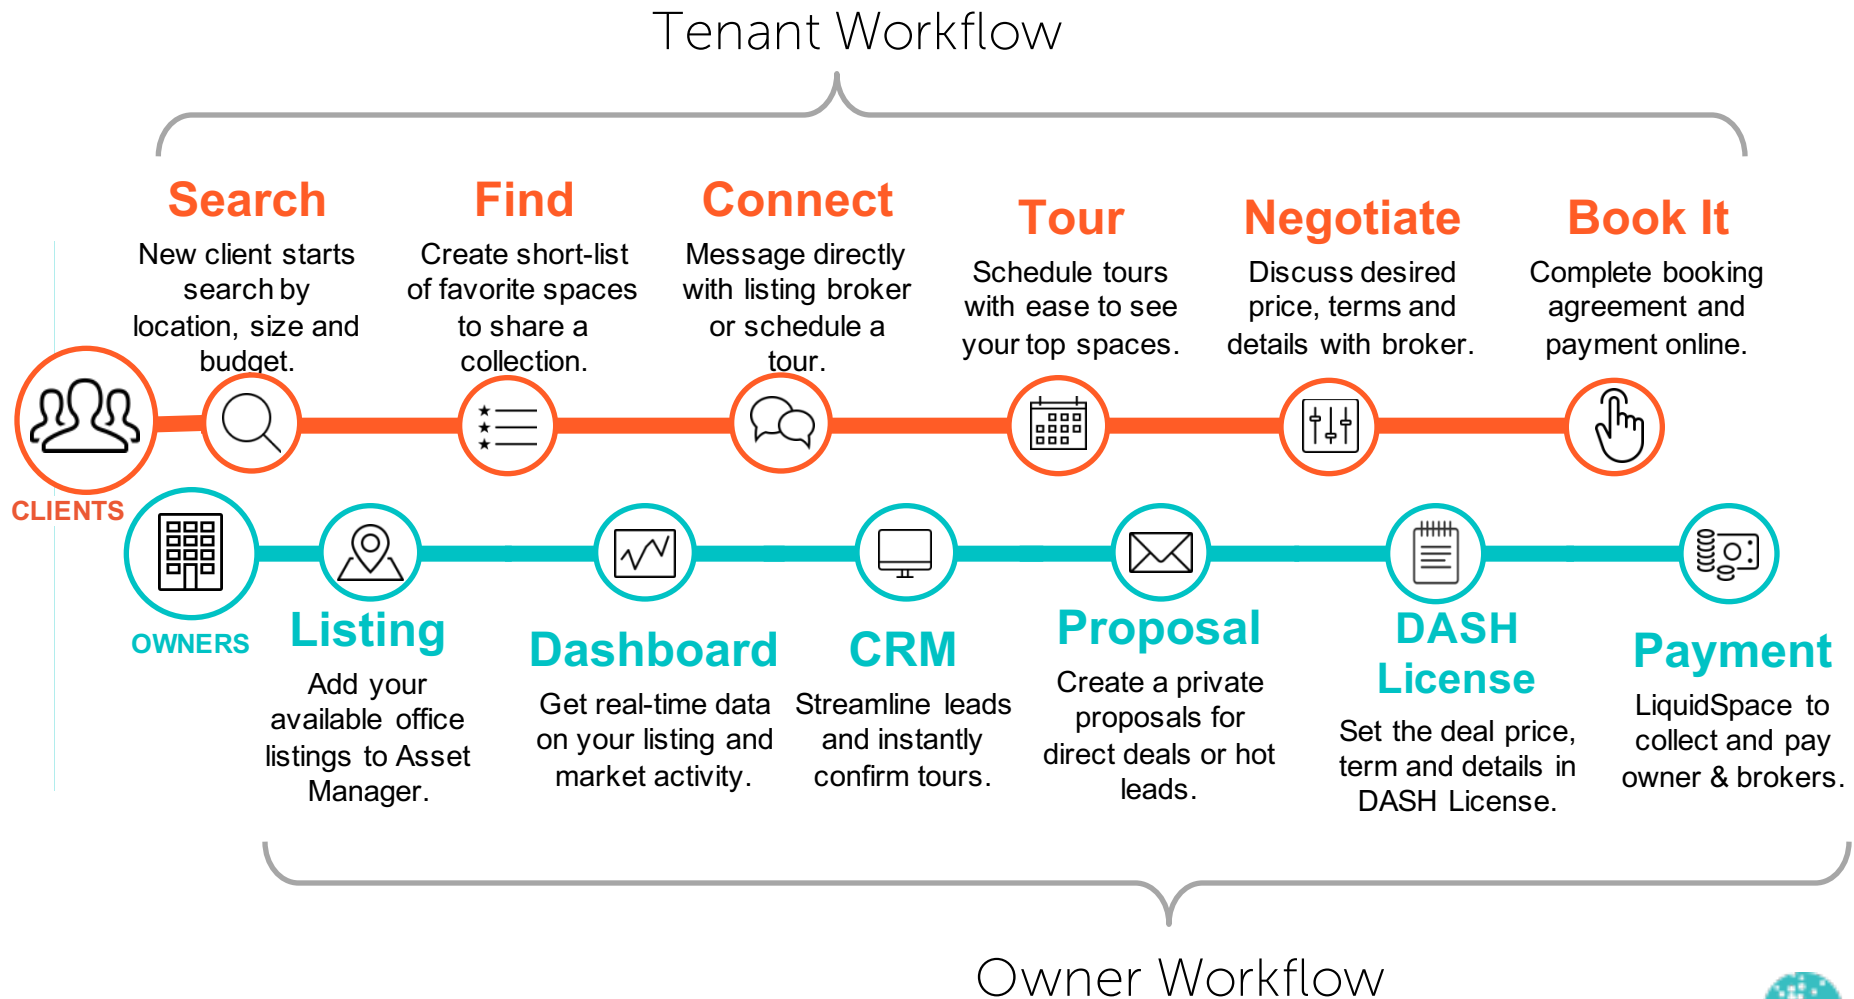 Tenant Workflow
Search
New client starts
search by
location, size and
budget.
Find
Create short-list
of favorite spaces
to share a
collection.
Connect
Message directly
with listing broker
or schedule a
tour.
Tour
Schedule tours
with ease to see
your top spaces.
Negotiate
Discuss desired
price, terms and
details with broker.
Book It
Complete booking
agreement and
payment online.
CLIENTS
OWNERS
Listing
Add your
available office
listings to Asset
Manager.
Dashboard
Get real-time data
on your listing and
market activity.
CRM
Streamline leads
and instantly
confirm tours.
Proposal
Create a private
proposals for
direct deals or hot
leads.
DASH
License
Set the deal price,
term and details in
DASH License.
Payment
LiquidSpace to
collect and pay
owner & brokers.
Owner Workflow